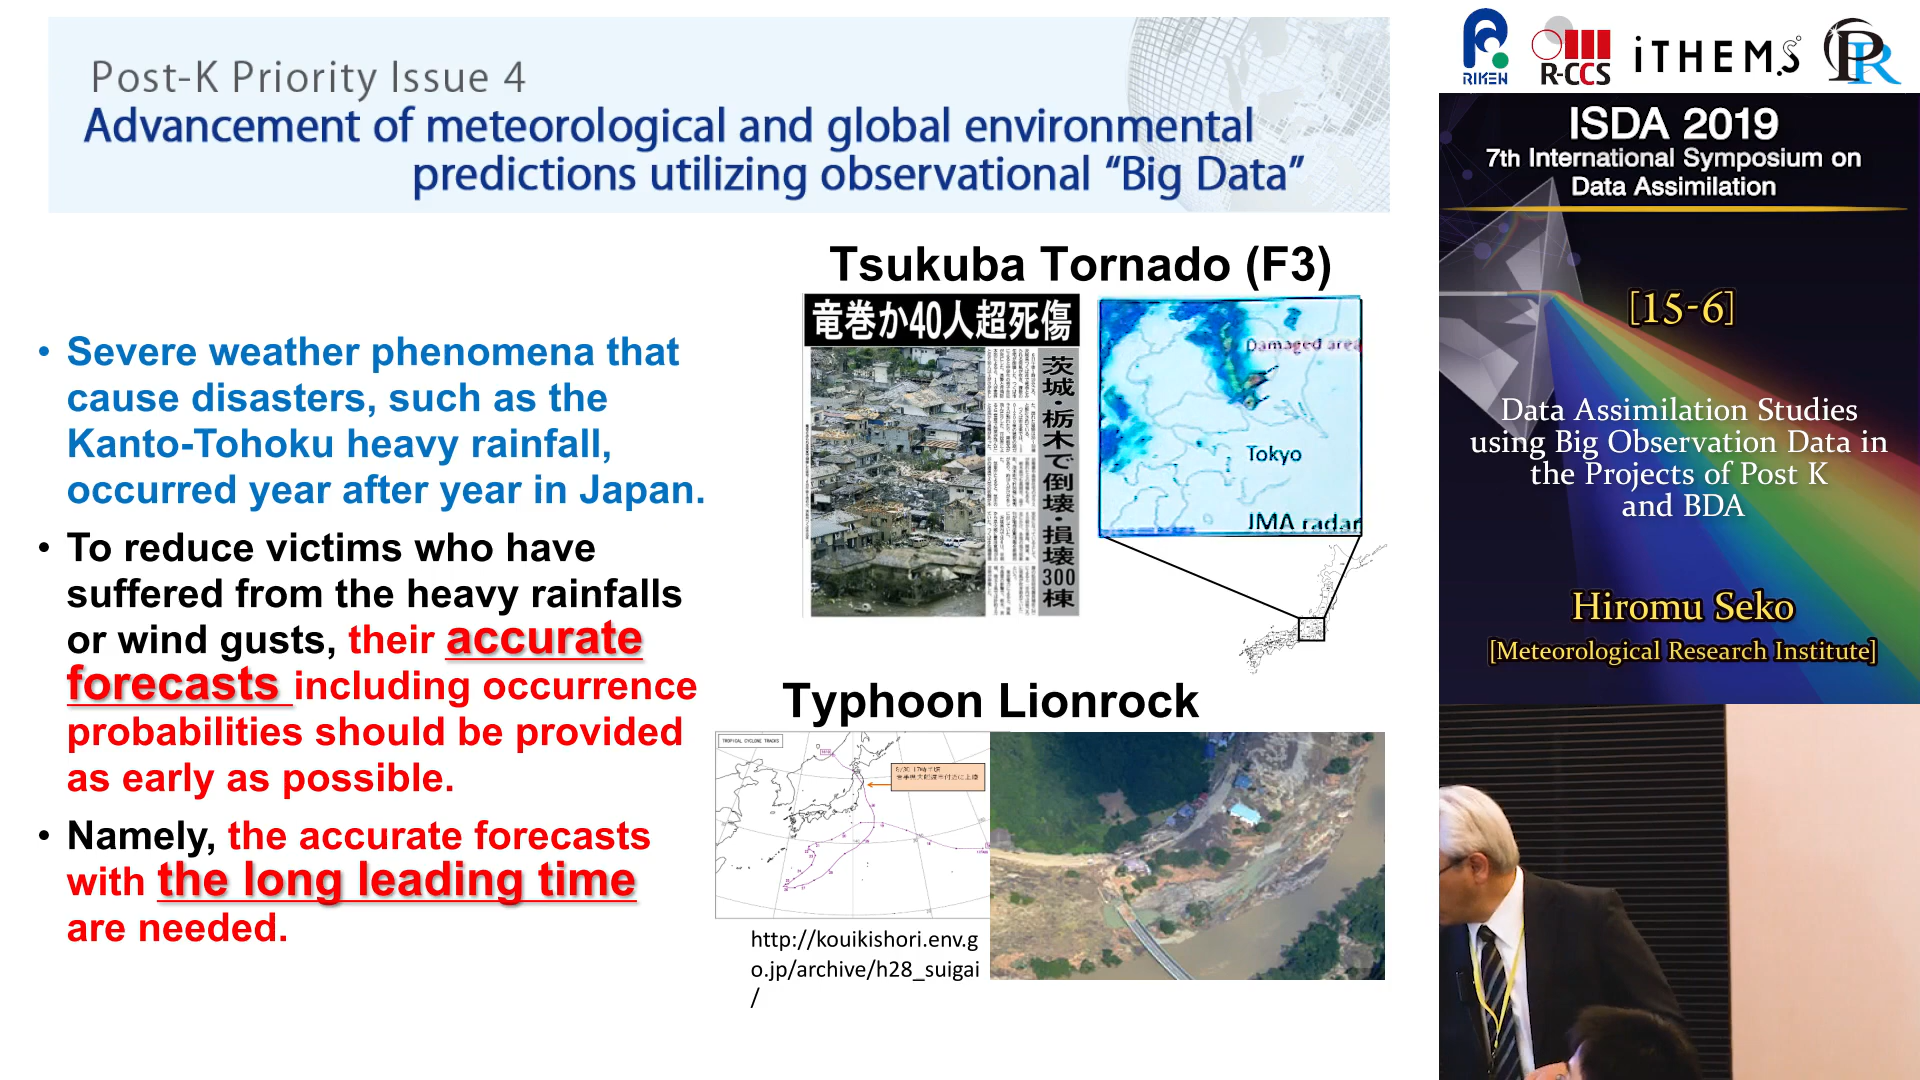 Post-K Priority Issue 4
Advancement of meteorological and global environmental
predictions utilizing observational “Big Data”
• Severe weather phenomena that
cause disasters, such as the
Kanto-Tohoku heavy rainfall,
occurred year after year in Japan.
• To reduce victims who have
suffered from the heavy rainfalls
or wind gusts, their accurate
forecasts including occurrence
probabilities should be provided
as early as possible.
• Namely, the accurate forecasts
with the long leading time
are needed.
Tsukuba Tornado (F3)
竜巻か40人超死傷
茨城・栃木で倒壊・損壊300棟
Damaged area
Tokyo
JMA radar
Typhoon Lionrock
TROPICAL CYCLONE TRACKS
http://kouikishori.env.g
o.jp/archive/h28_suigai
/
RIKEN
R-CCS
iTHEMS
PR
ISDA 2019
7th International Symposium on
Data Assimilation
[15-6]
Data Assimilation Studies
using Big Observation Data in
the Projects of Post K
and BDA
Hiromu Seko
[Meteorological Research Institute]